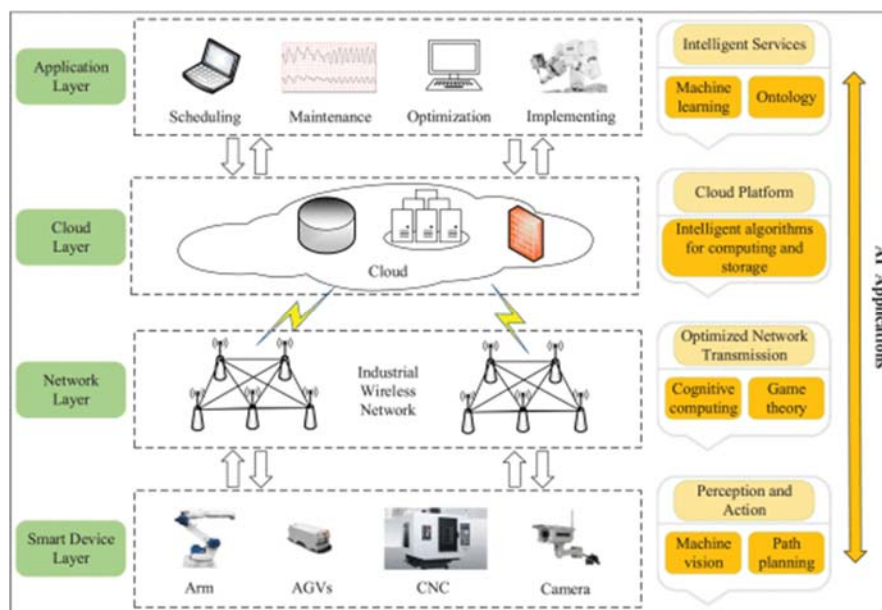 Application
Layer
Scheduling
Maintenance
Optimization
Implementing
Intelligent Services
Machine
learning
Ontology
Cloud
Layer
Cloud
Cloud Platform
Intelligent algorithms
for computing and
storage
Network
Layer
Industrial
Wireless
Network
Optimized Network
Transmission
Cognitive
computing
Game
theory
Smart Device
Layer
Arm
AGVs
CNC
Camera
Perception and
Action
Machine
vision
Path
planning
AI Applications